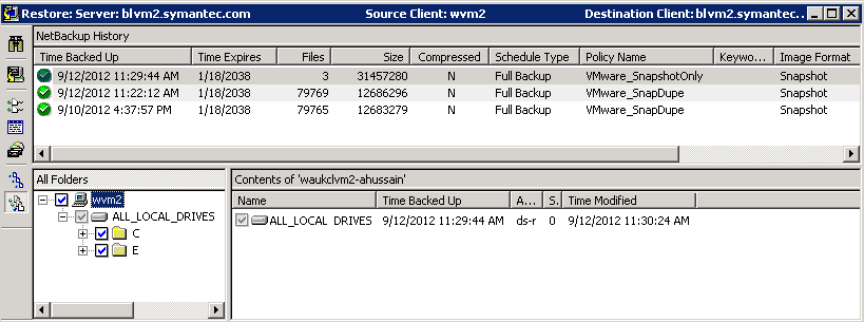 Restore: Server: blvm2.symantec.com Source Client: wvm2 Destination Client: blvm2.symantec..
NetBackup History
Time Backed Up Time Expires Files Size Compressed Schedule Type Policy Name Keywo... Image Format
9/12/2012 11:29:44 AM 1/18/2038 3 31457280 N Full Backup VMware_SnapshotOnly Snapshot
9/12/2012 11:22:12 AM 1/18/2038 79769 12686296 N Full Backup VMware_SnapDupe Snapshot
9/10/2012 4:37:57 PM 1/18/2038 79765 12683279 N Full Backup VMware_SnapDupe Snapshot
All Folders
wvm2
ALL_LOCAL_DRIVES
C
E
Contents of 'waukclvm2-ahussain'
Name Time Backed Up A... S. Time Modified
ALL_LOCAL_DRIVES 9/12/2012 11:29:44 AM ds-r 0 9/12/2012 11:30:24 AM